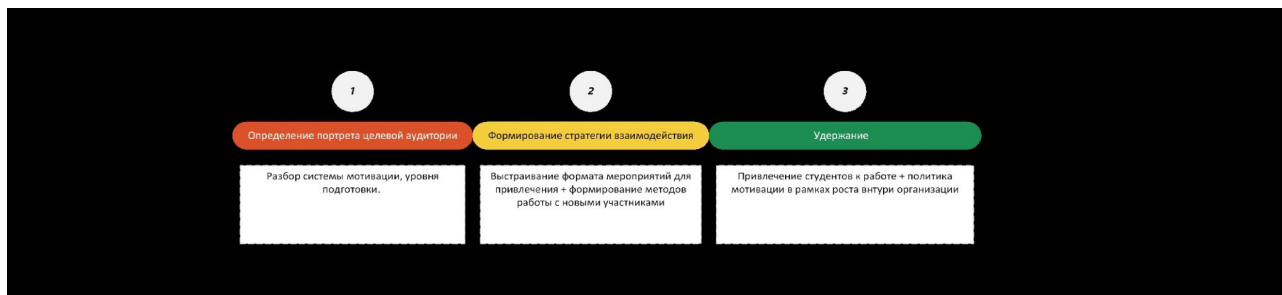 1
2
3
Определение портрета целевой аудитории
Формирование стратегии взаимодействия
Удержание
Разбор системы мотивации, уровня
подготовки.
Выстраивание формата мероприятий для
привлечения + формирование методов
работы с новыми участниками
Привлечение студентов к работе + политика
мотивации в рамках роста внтури организации